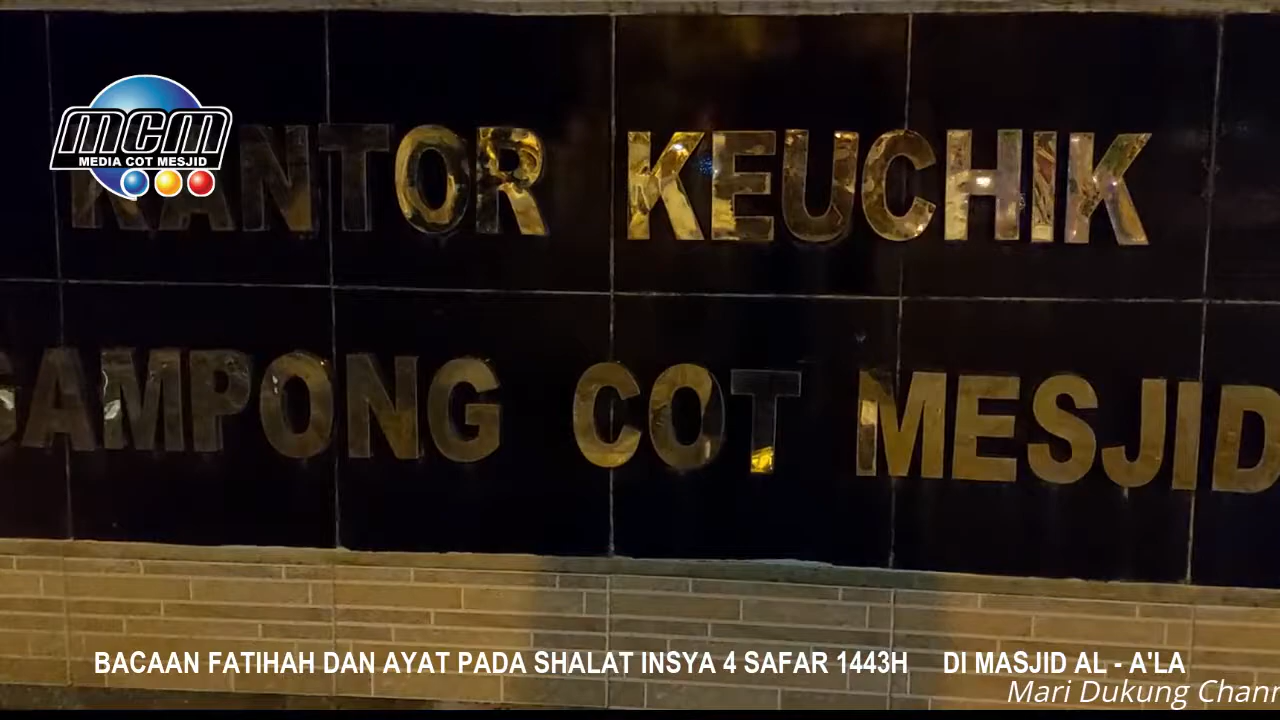 mcm
MEDIA COT MESJID
KANTOR KEUCHIK
GAMPONG COT MESJID
BACAAN FATIHAH DAN AYAT PADA SHALAT INSYA 4 SAFAR 1443H DI MASJID AL - A'LA
Mari Dukung Chann